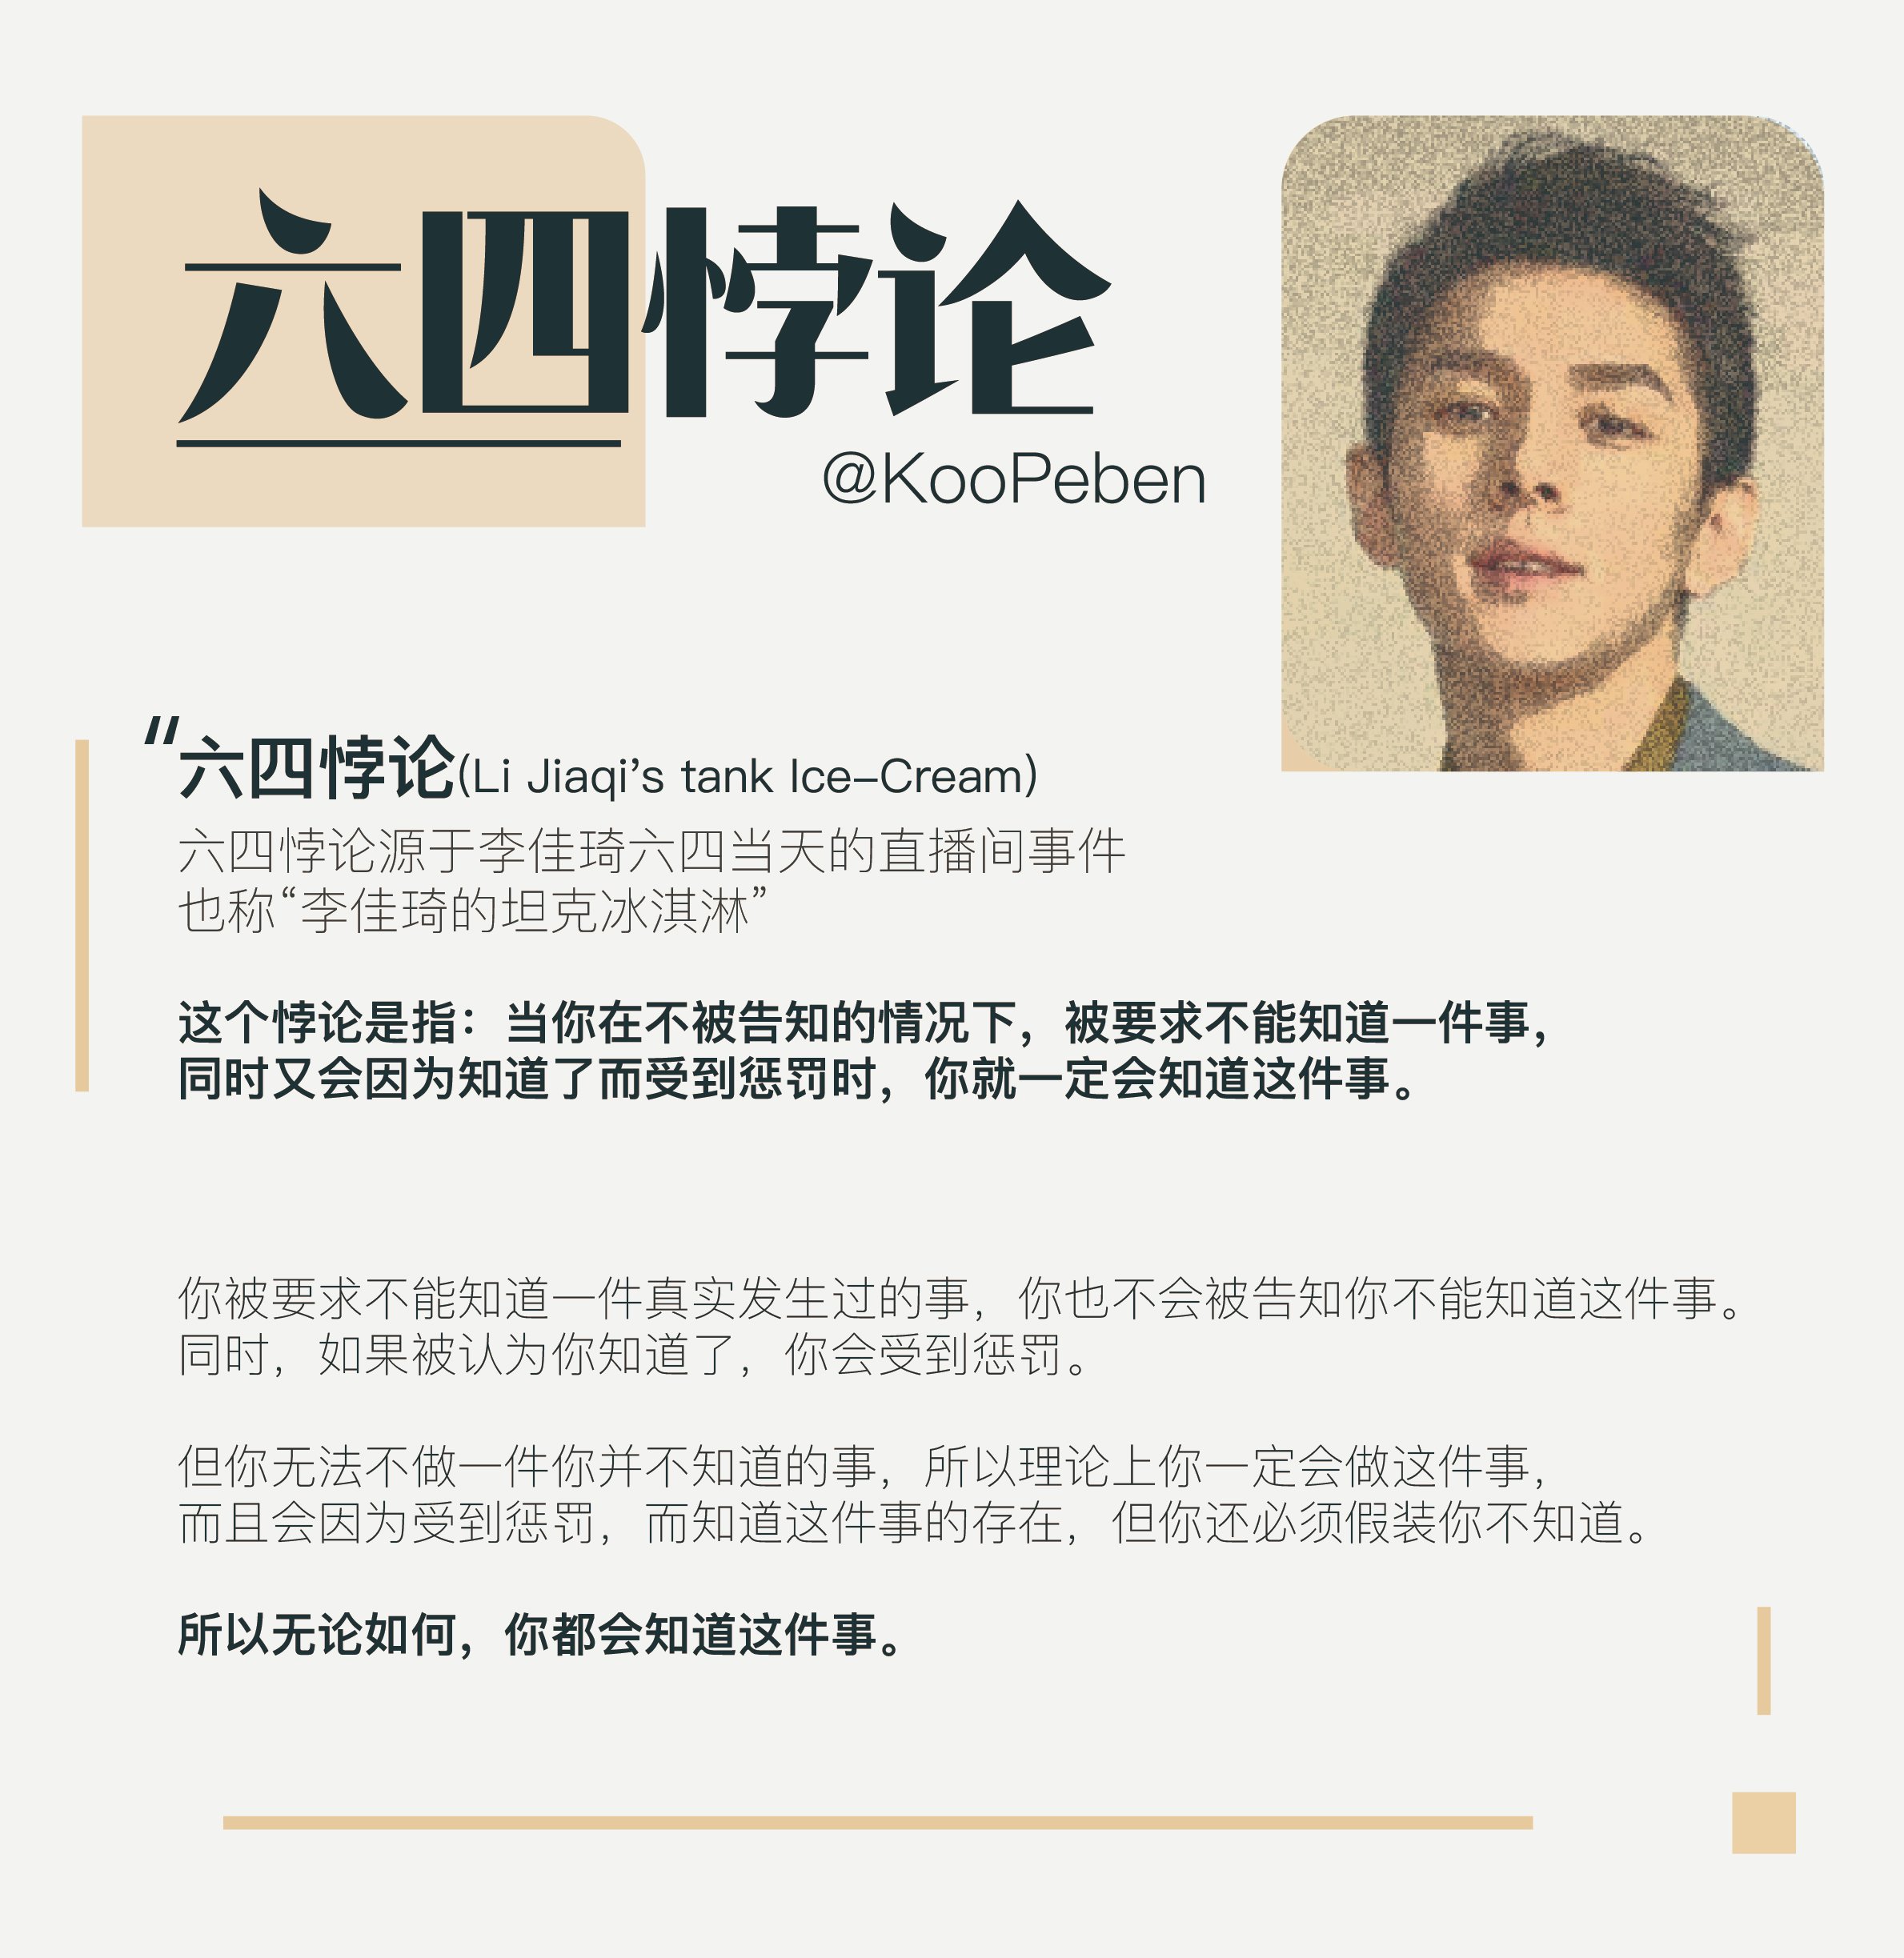 六四悖论
@KooPeben
“六四悖论(Li Jiaqi’s tank Ice-Cream)
六四悖论源于李佳琦六四当天的直播间事件
也称“李佳琦的坦克冰淇淋”
这个悖论是指：当你在不被告知的情况下，被要求不能知道一件事，
同时又会因为知道了而受到惩罚时，你就一定会知道这件事。
你被要求不能知道一件真实发生过的事，你也不会被告知你不能知道这件事。
同时，如果被认为你知道了，你会受到惩罚。
但你无法不做一件你并不知道的事，所以理论上你一定会做这件事，
而且会因为受到惩罚，而知道这件事的存在，但你还必须假装你不知道。
所以无论如何，你都会知道这件事。